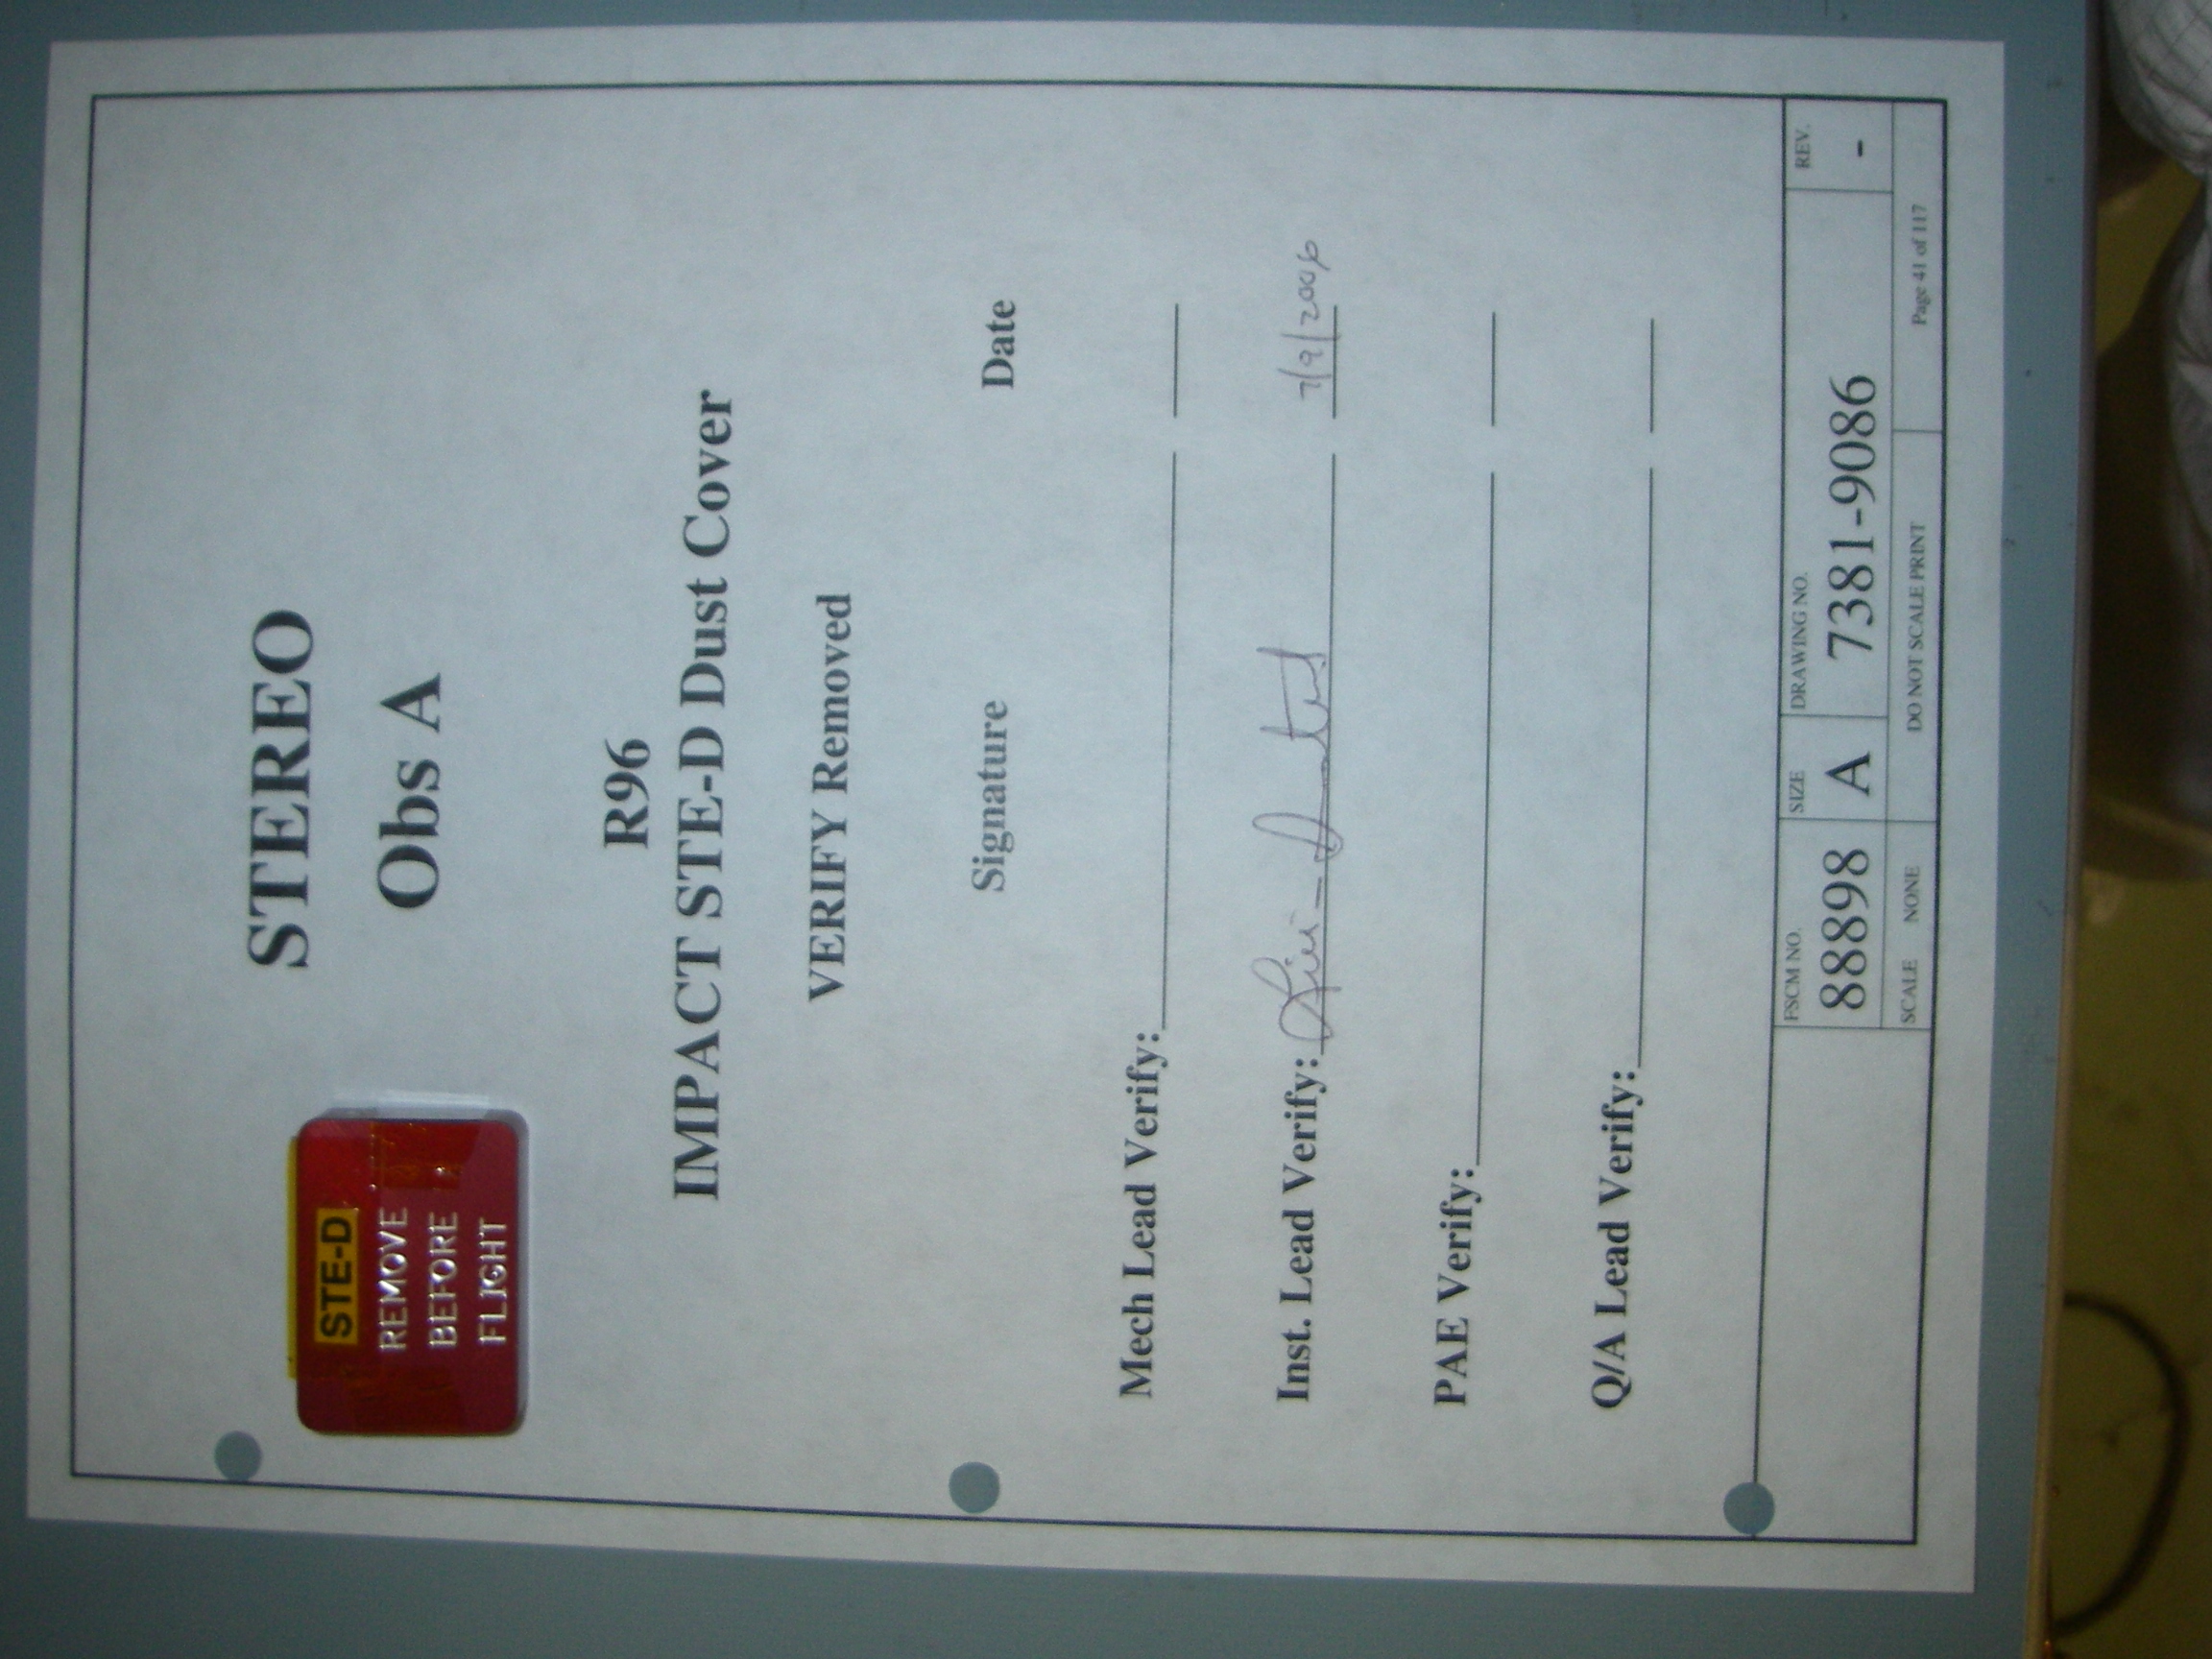 STE-D
REMOVE
BEFORE
FLIGHT
STEREO
Obs A
R96
IMPACT STE-D Dust Cover
VERIFY Removed
Signature Date
Mech Lead Verify:
Inst. Lead Verify: 7/9/2006
PAE Verify:
Q/A Lead Verify:
FSCM NO. SIZE DRAWING NO. REV.
88898 A 7381-9086 -
SCALE NONE DO NOT SCALE PRINT Page 41 of 117